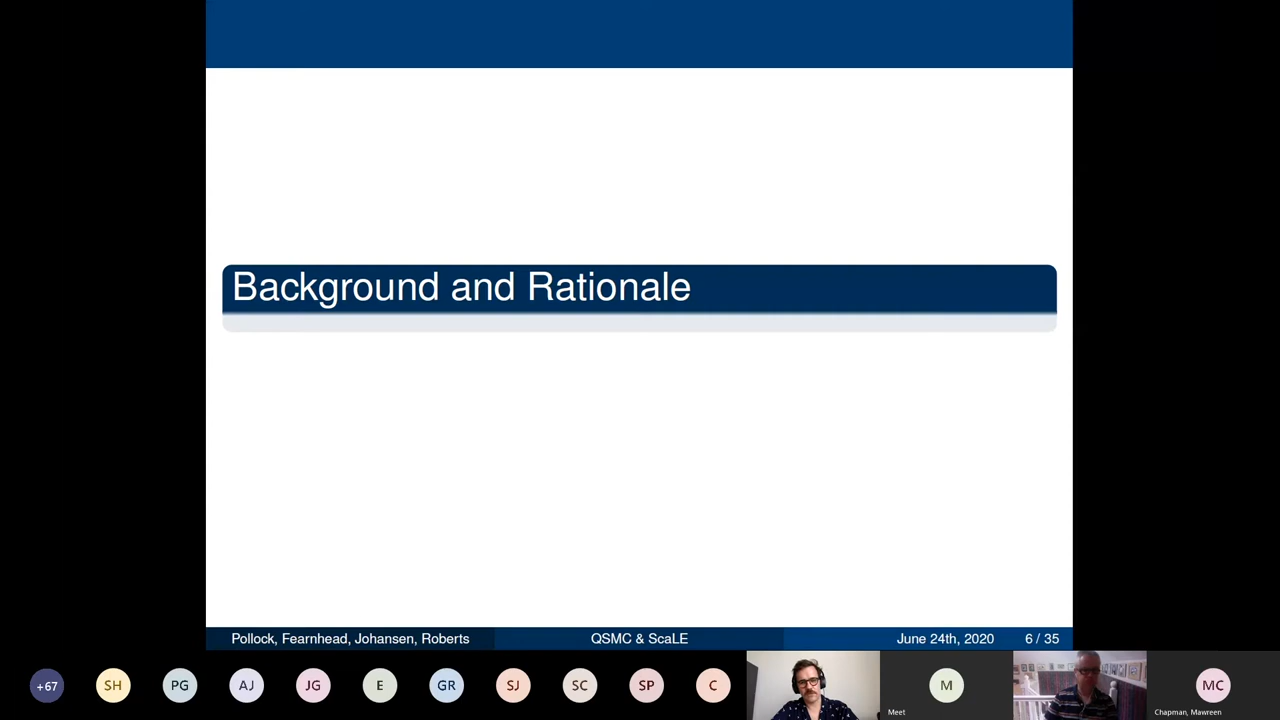 Background and Rationale
Pollock, Fearnhead, Johansen, Roberts QSMC & ScaLE June 24th, 2020 6 / 35
+67 SH PG AJ JG E GR SJ SC SP C M MC
Meet Chapman, Mawreen